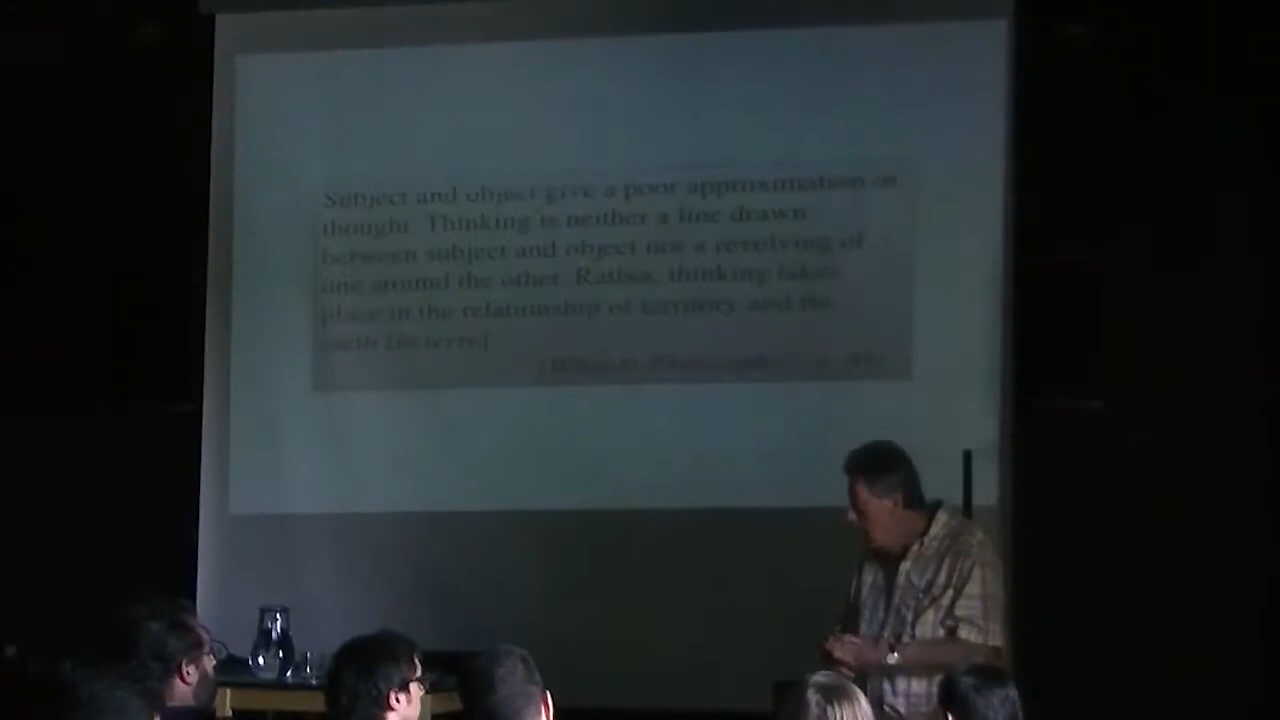 Subject and object give a poor approximation of
thought. Thinking is neither a line drawn
between subject and object nor a revolving of
one around the other. Rather, thinking takes
place in the relationship of territory and the
earth